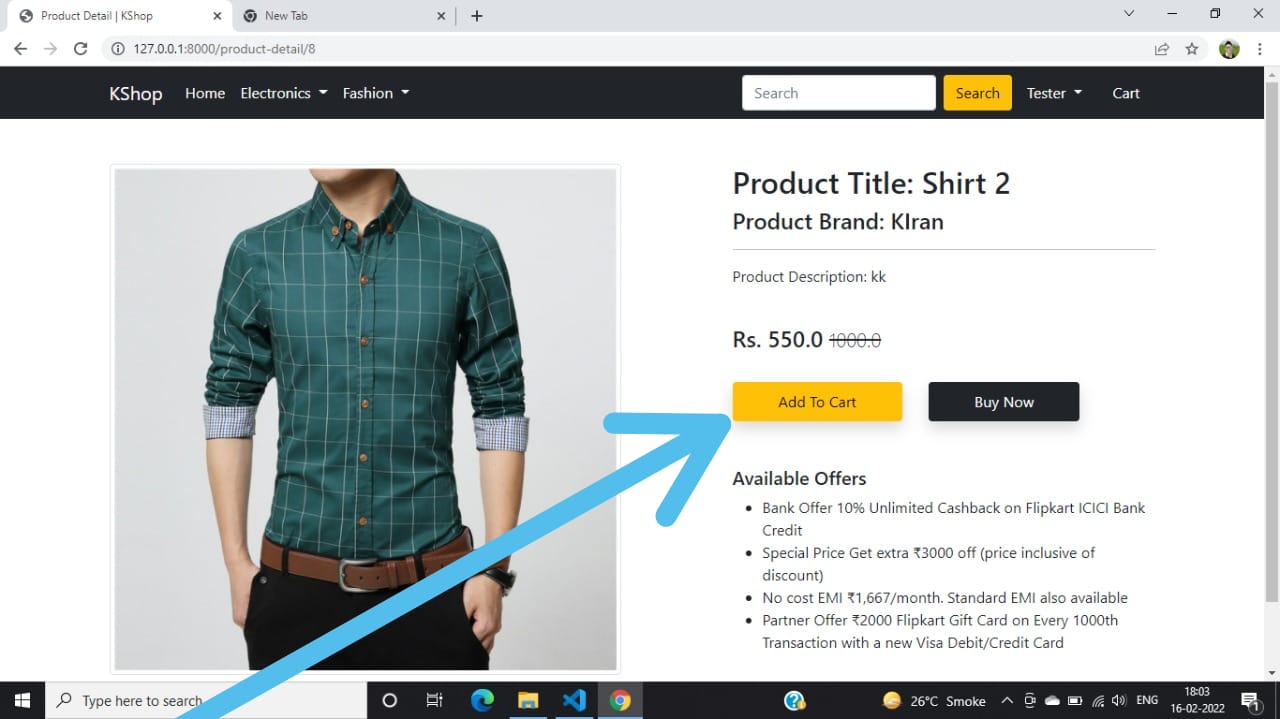 Product Detail | KShop
New Tab
127.0.0.1:8000/product-detail/8
KShop Home Electronics Fashion Search Search Tester Cart
Product Title: Shirt 2
Product Brand: KIran
Product Description: kk
Rs. 550.0 1000.0
Add To Cart Buy Now
Available Offers
Bank Offer 10% Unlimited Cashback on Flipkart ICICI Bank
Credit
Special Price Get extra ₹3000 off (price inclusive of
discount)
No cost EMI ₹1,667/month. Standard EMI also available
Partner Offer ₹2000 Flipkart Gift Card on Every 1000th
Transaction with a new Visa Debit/Credit Card
Type here to search
26°C Smoke
ENG
18:03
16-02-2022
1